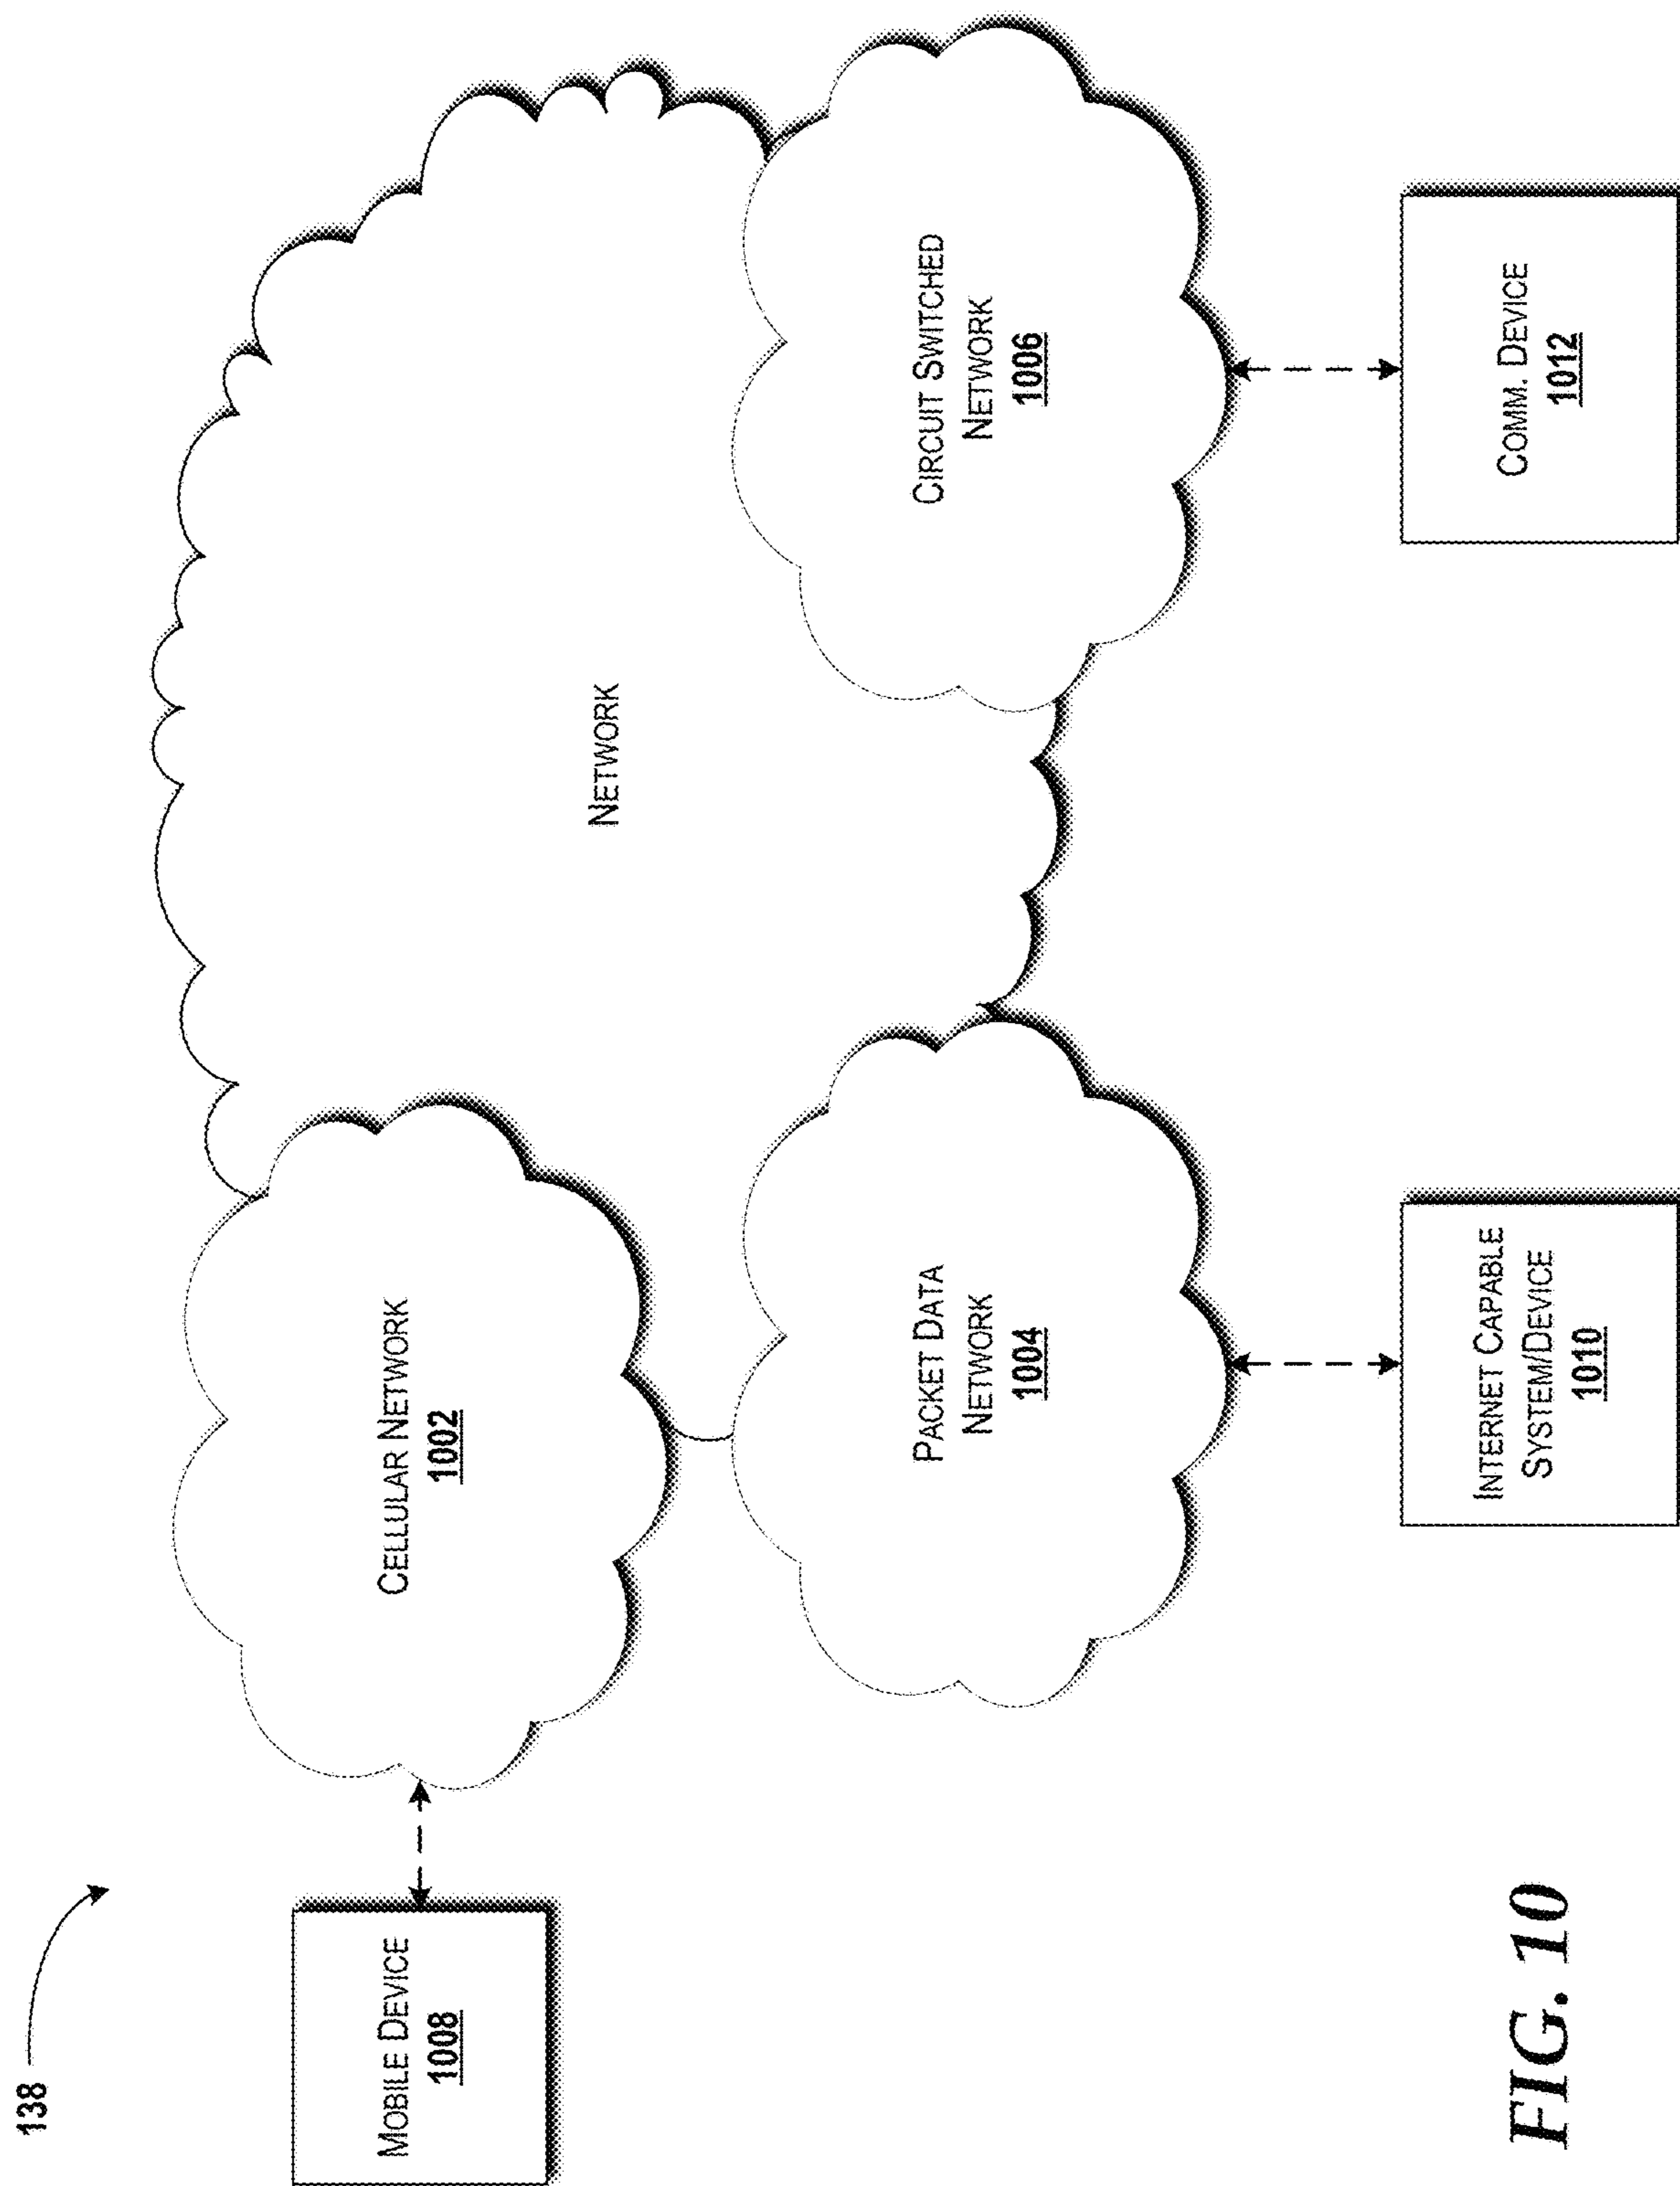 138
MOBILE DEVICE
1008
CELLULAR NETWORK
1002
NETWORK
PACKET DATA
NETWORK
1004
CIRCUIT SWITCHED
NETWORK
1006
INTERNET CAPABLE
SYSTEM/DEVICE
1010
COMM. DEVICE
1012
FIG. 10